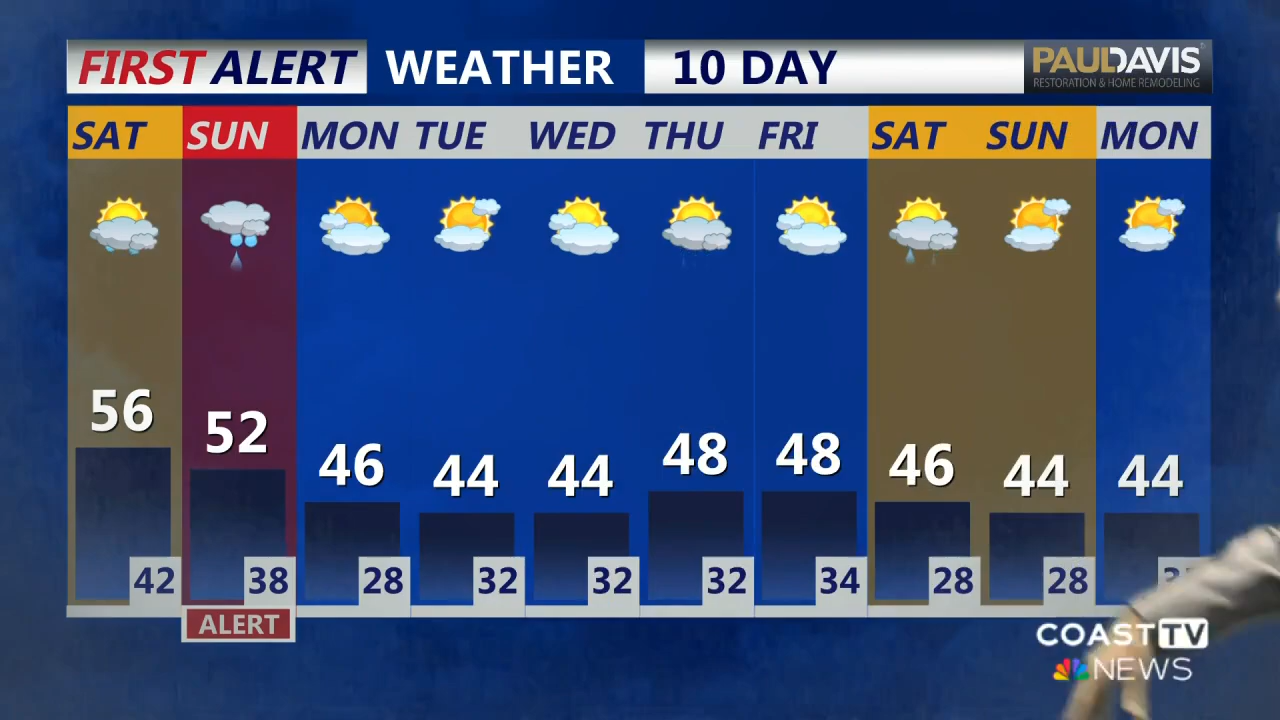 FIRST ALERT WEATHER 10 DAY PAUL DAVIS
RESTORATION & HOME REMODELING
SAT SUN MON TUE WED THU FRI SAT SUN MON
56 52 46 44 44 48 48 46 44 44
42 38 28 32 32 32 34 28 28
ALERT
COAST TV
NEWS